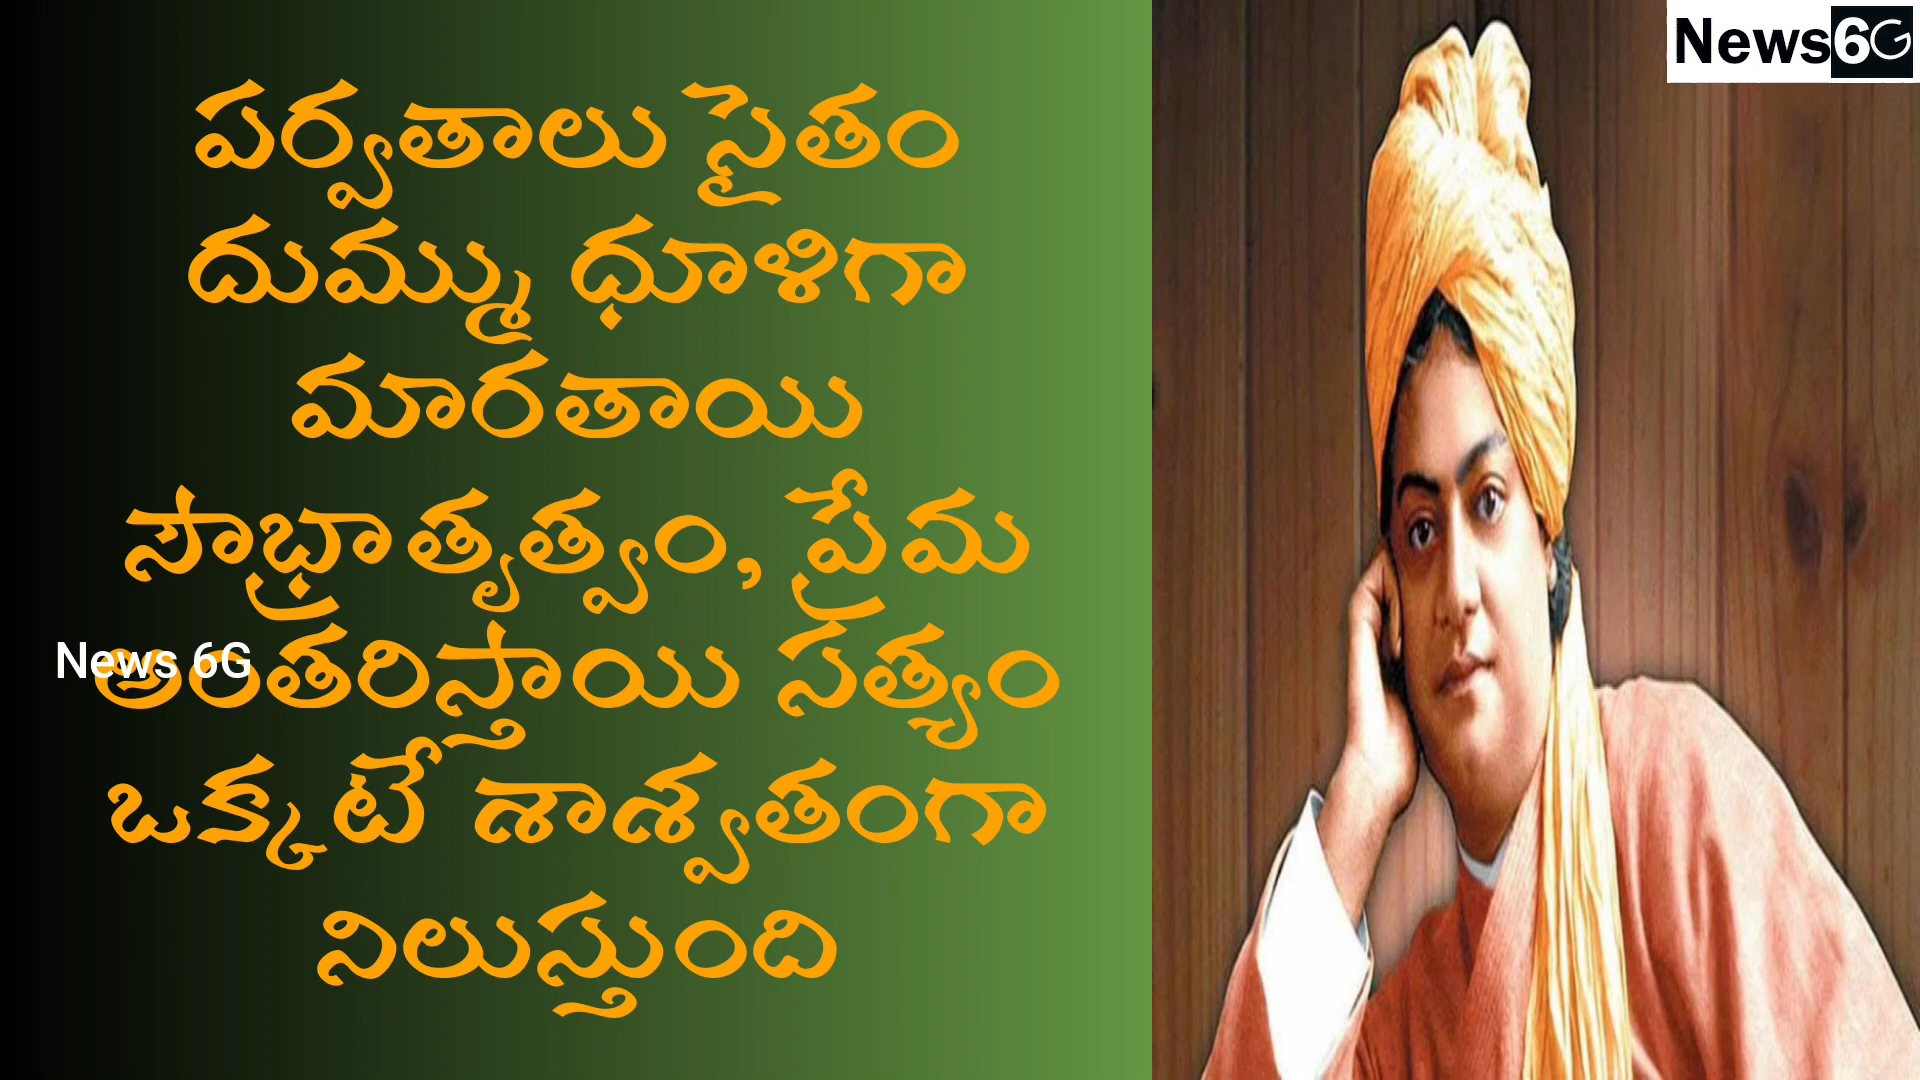 News6G
పర్వతాలు సైతం
దుమ్ము ధూళిగా
మారతాయి
సౌభ్రాతృత్వం, ప్రేమ
అంతరిస్తాయి సత్యం
ఒక్కటే శాశ్వతంగా
నిలుస్తుంది
News 6G